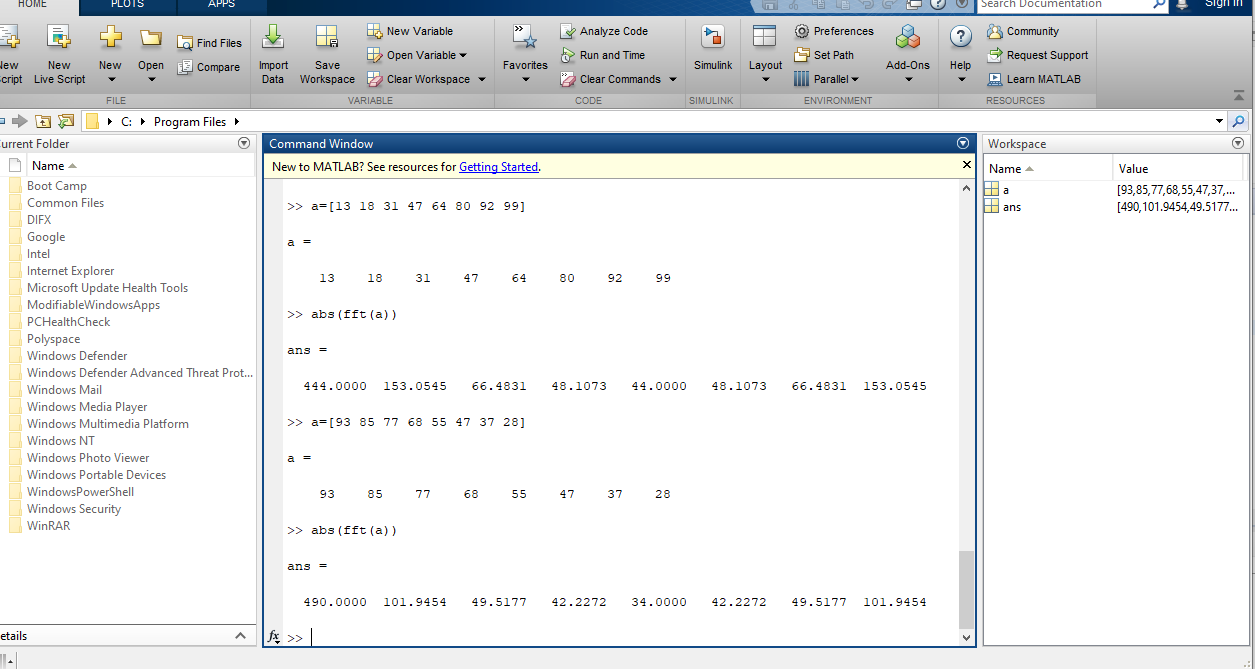 HOME PLOTS APPS Search Documentation Sign In
New Script
New Live Script
New
Open
Find Files
Compare
FILE
Import Data
Save Workspace
New Variable
Open Variable
Clear Workspace
VARIABLE
Favorites
Analyze Code
Run and Time
Clear Commands
CODE
Simulink
SIMULINK
Layout
Preferences
Set Path
Parallel
Add-Ons
ENVIRONMENT
Help
Community
Request Support
Learn MATLAB
RESOURCES
C: Program Files
urrent Folder
Name
Boot Camp
Common Files
DIFX
Google
Intel
Internet Explorer
Microsoft Update Health Tools
ModifiableWindowsApps
PCHealthCheck
Polyspace
Windows Defender
Windows Defender Advanced Threat Prot...
Windows Mail
Windows Media Player
Windows Multimedia Platform
Windows NT
Windows Photo Viewer
Windows Portable Devices
WindowsPowerShell
Windows Security
WinRAR
etails
Command Window
New to MATLAB? See resources for Getting Started.
>> a=[13 18 31 47 64 80 92 99]
a =
13 18 31 47 64 80 92 99
>> abs(fft(a))
ans =
444.0000 153.0545 66.4831 48.1073 44.0000 48.1073 66.4831 153.0545
>> a=[93 85 77 68 55 47 37 28]
a =
93 85 77 68 55 47 37 28
>> abs(fft(a))
ans =
490.0000 101.9454 49.5177 42.2272 34.0000 42.2272 49.5177 101.9454
fx >>
Workspace
Name Value
a [93,85,77,68,55,47,37,...
ans [490,101.9454,49.5177...